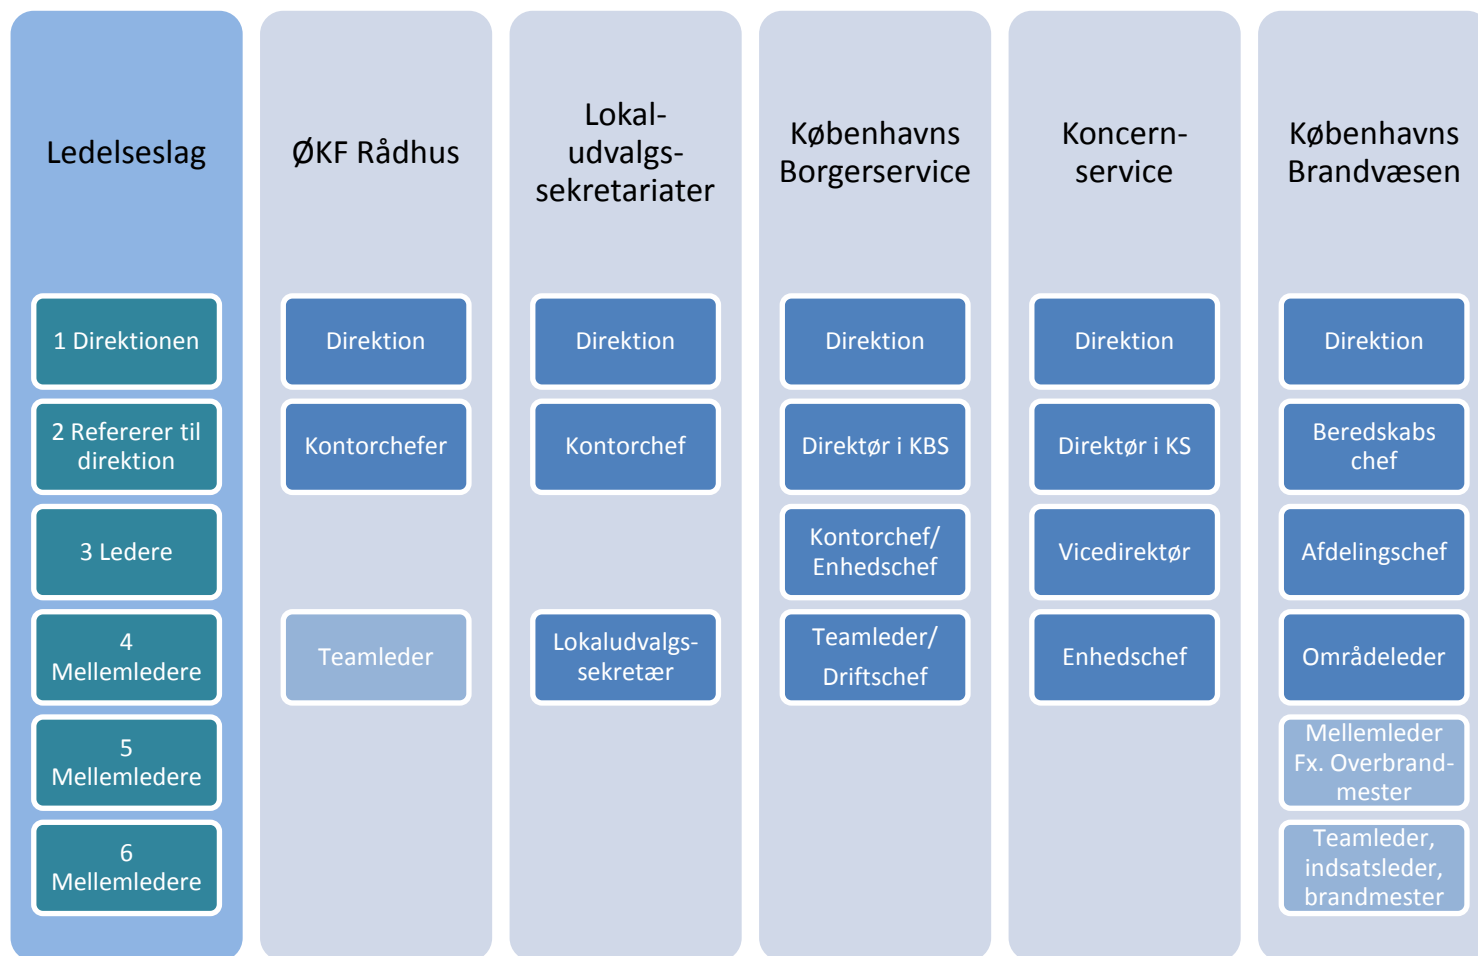 Ledelseslag
ØKF Rådhus
Lokal-
udvalgs-
sekretariater
Københavns
Borgerservice
Koncern-
service
Københavns
Brandvæsen
1 Direktionen
Direktion
Direktion
Direktion
Direktion
Direktion
2 Refererer til
direktion
Kontorchefer
Kontorchef
Direktør i KBS
Direktør i KS
Beredskabs
chef
3 Ledere
Kontorchef/
Enhedschef
Vicedirektør
Afdelingschef
4
Mellemledere
Teamleder
Lokaludvalgs-
sekretær
Teamleder/
Driftschef
Enhedschef
Områdeleder
5
Mellemledere
Mellemleder
Fx. Overbrand-
mester
6
Mellemledere
Teamleder,
indsatsleder,
brandmester